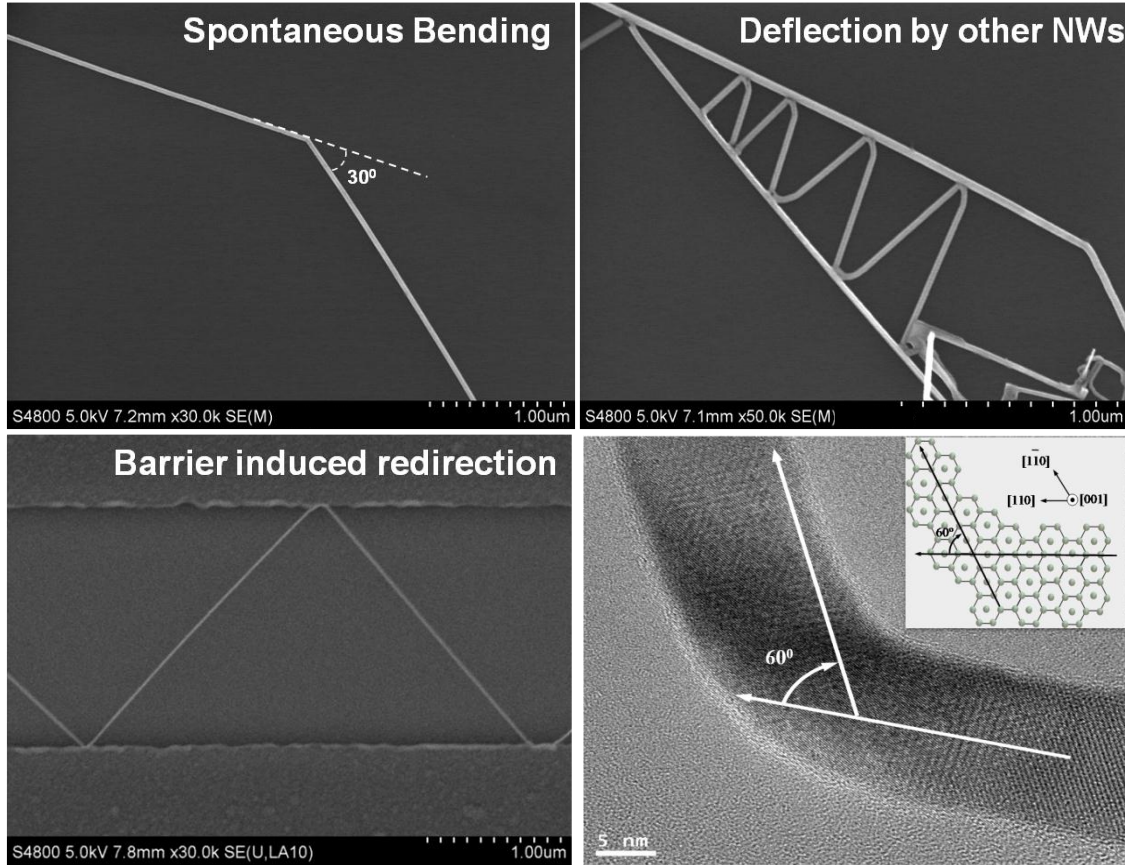 Spontaneous Bending
30⁰
S4800 5.0kV 7.2mm x30.0k SE(M)
1.00um
Deflection by other NWs
S4800 5.0kV 7.1mm x50.0k SE(M)
1.00um
Barrier induced redirection
S4800 5.0kV 7.8mm x30.0k SE(U,LA10)
1.00um
[11̄0]
[110]
[001]
60⁰
60⁰
5 nm